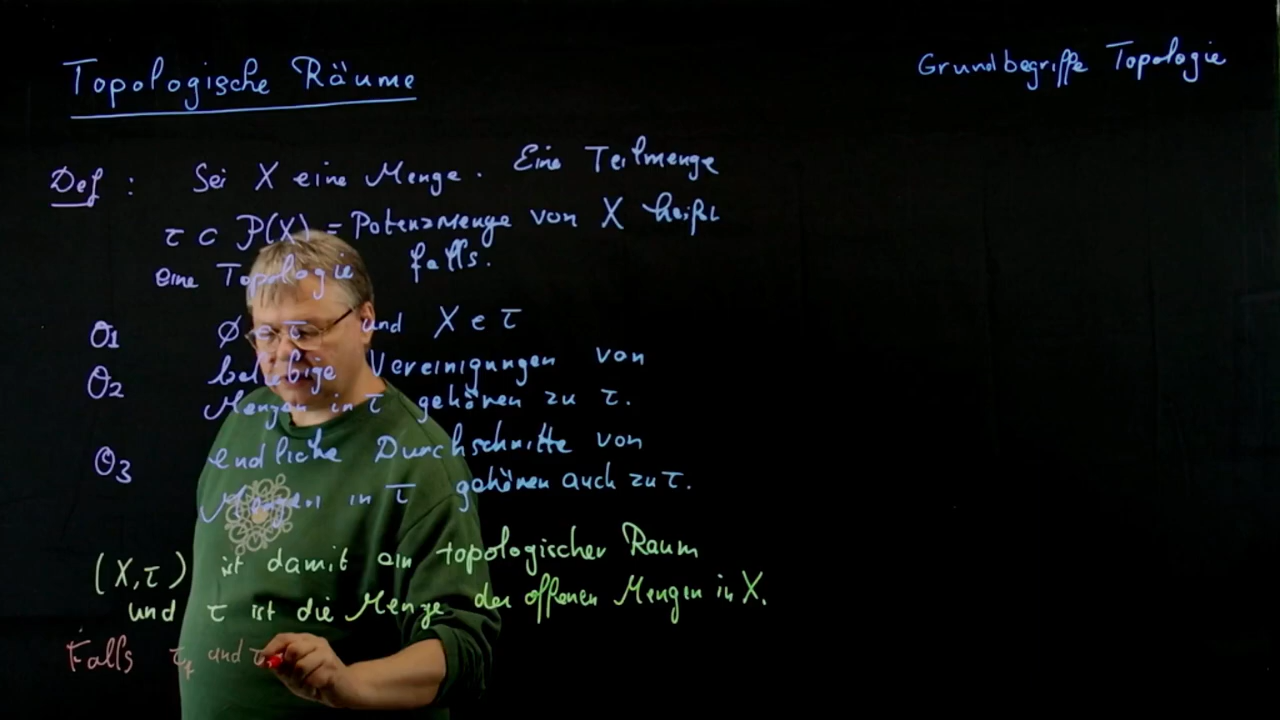 Topologische Räume
Grundbegriffe Topologie
Def : Sei X eine Menge. Eine Teilmenge
τ ⊂ P(X) = Potenzmenge von X heißt
eine Topologie falls.
O1 ∅ ∈ τ und X ∈ τ
O2 beliebige Vereinigungen von
Mengen in τ gehören zu τ.
O3 endliche Durchschnitte von
Mengen in τ gehören auch zu τ.
(X,τ) ist damit ein topologischer Raum
und τ ist die Menge der offenen Mengen in X.
Falls τ1 und τ